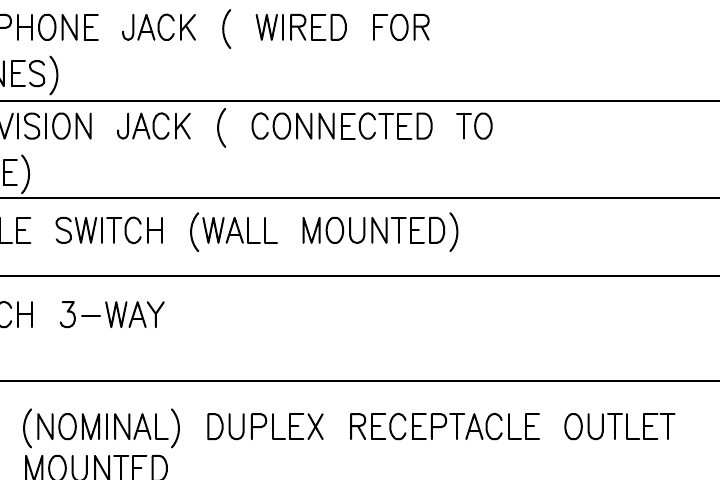 PHONE JACK ( WIRED FOR
NES)
VISION JACK ( CONNECTED TO
E)
LE SWITCH (WALL MOUNTED)
CH 3-WAY
(NOMINAL) DUPLEX RECEPTACLE OUTLET
MOUNTED